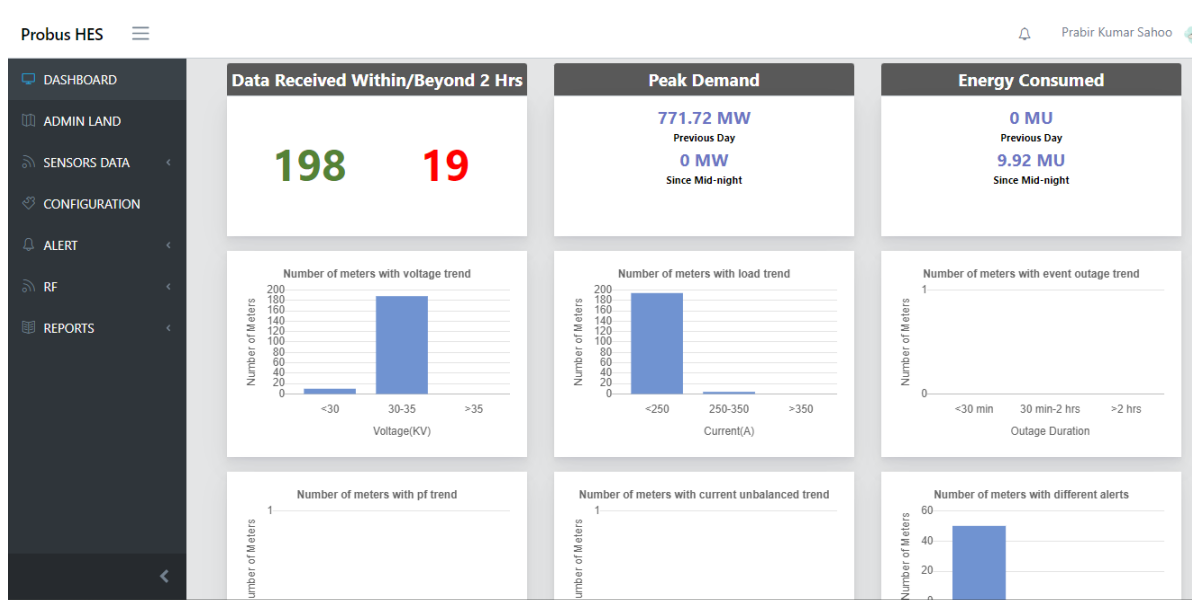 Probus HES
Prabir Kumar Sahoo
DASHBOARD
ADMIN LAND
SENSORS DATA
CONFIGURATION
ALERT
RF
REPORTS
Data Received Within/Beyond 2 Hrs
198 19
Peak Demand
771.72 MW
Previous Day
0 MW
Since Mid-night
Energy Consumed
0 MU
Previous Day
9.92 MU
Since Mid-night
Number of meters with voltage trend
Number of Meters
200
180
160
140
120
100
80
60
40
20
0
<30 30-35 >35
Voltage(KV)
Number of meters with load trend
Number of Meters
200
180
160
140
120
100
80
60
40
20
0
<250 250-350 >350
Current(A)
Number of meters with event outage trend
Number of Meters
1
0
<30 min 30 min-2 hrs >2 hrs
Outage Duration
Number of meters with pf trend
1
umber of Meters
Number of meters with current unbalanced trend
1
umber of Meters
Number of meters with different alerts
Number of Meters
60
40
20
0